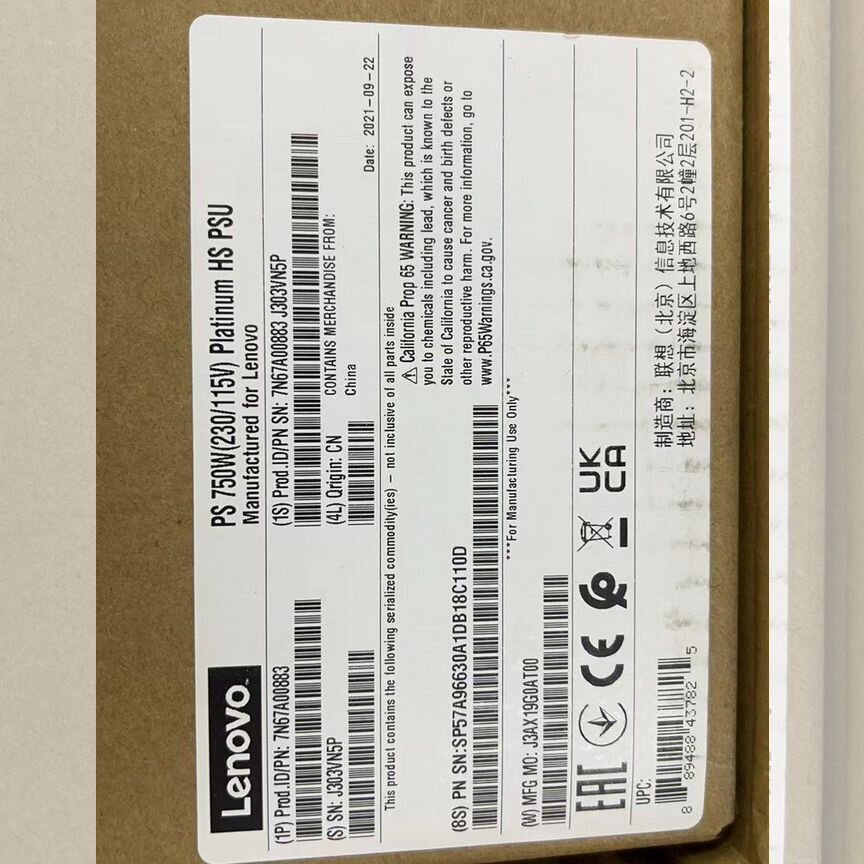 Lenovo
PS 750W(230/115V) Platinum HS PSU
Manufactured for Lenovo
(1P) Prod.ID/PN: 7N67A00883
(1S) Prod.ID/PN SN: 7N67A00883 J303VN5P
(S) SN: J303VN5P
(4L) Qrigin: CN
CONTAINS MERCHANDISE FROM:
China
Date: 2021-09-22
This product contains the following serialized commodity(ies) - not inclusive of all parts inside
⚠ California Prop 65 WARNING: This product can expose
you to chemicals including lead, which is known to the
State of California to cause cancer and birth defects or
other reproductive harm. For more information, go to
www.P65Warnings.ca.gov.
(8S) PN SN:SP57A96630A1DB18C110D
***For Manufacturing Use Only***
(W) MFG MO: J3AX19G0AT00
EAC CE UK CA
UPC:
8 89488 43782 5
制造商: 联想(北京)信息技术有限公司
地址: 北京市海淀区上地西路6号2幢2层201-H2-2